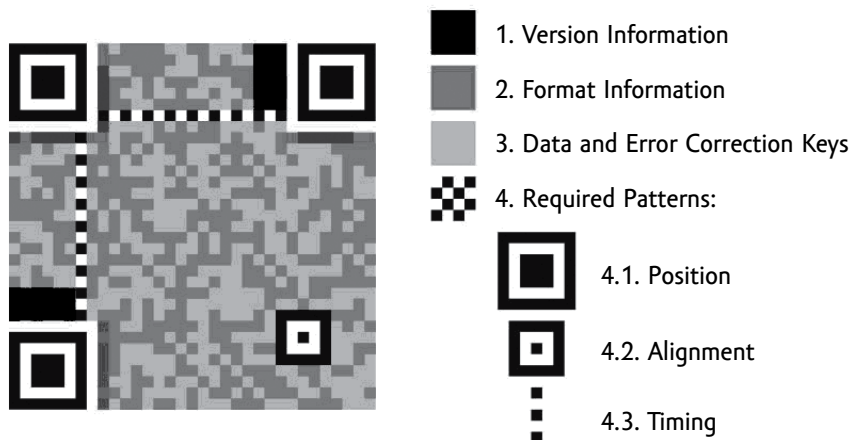 1. Version Information
2. Format Information
3. Data and Error Correction Keys
4. Required Patterns:
4.1. Position
4.2. Alignment
4.3. Timing